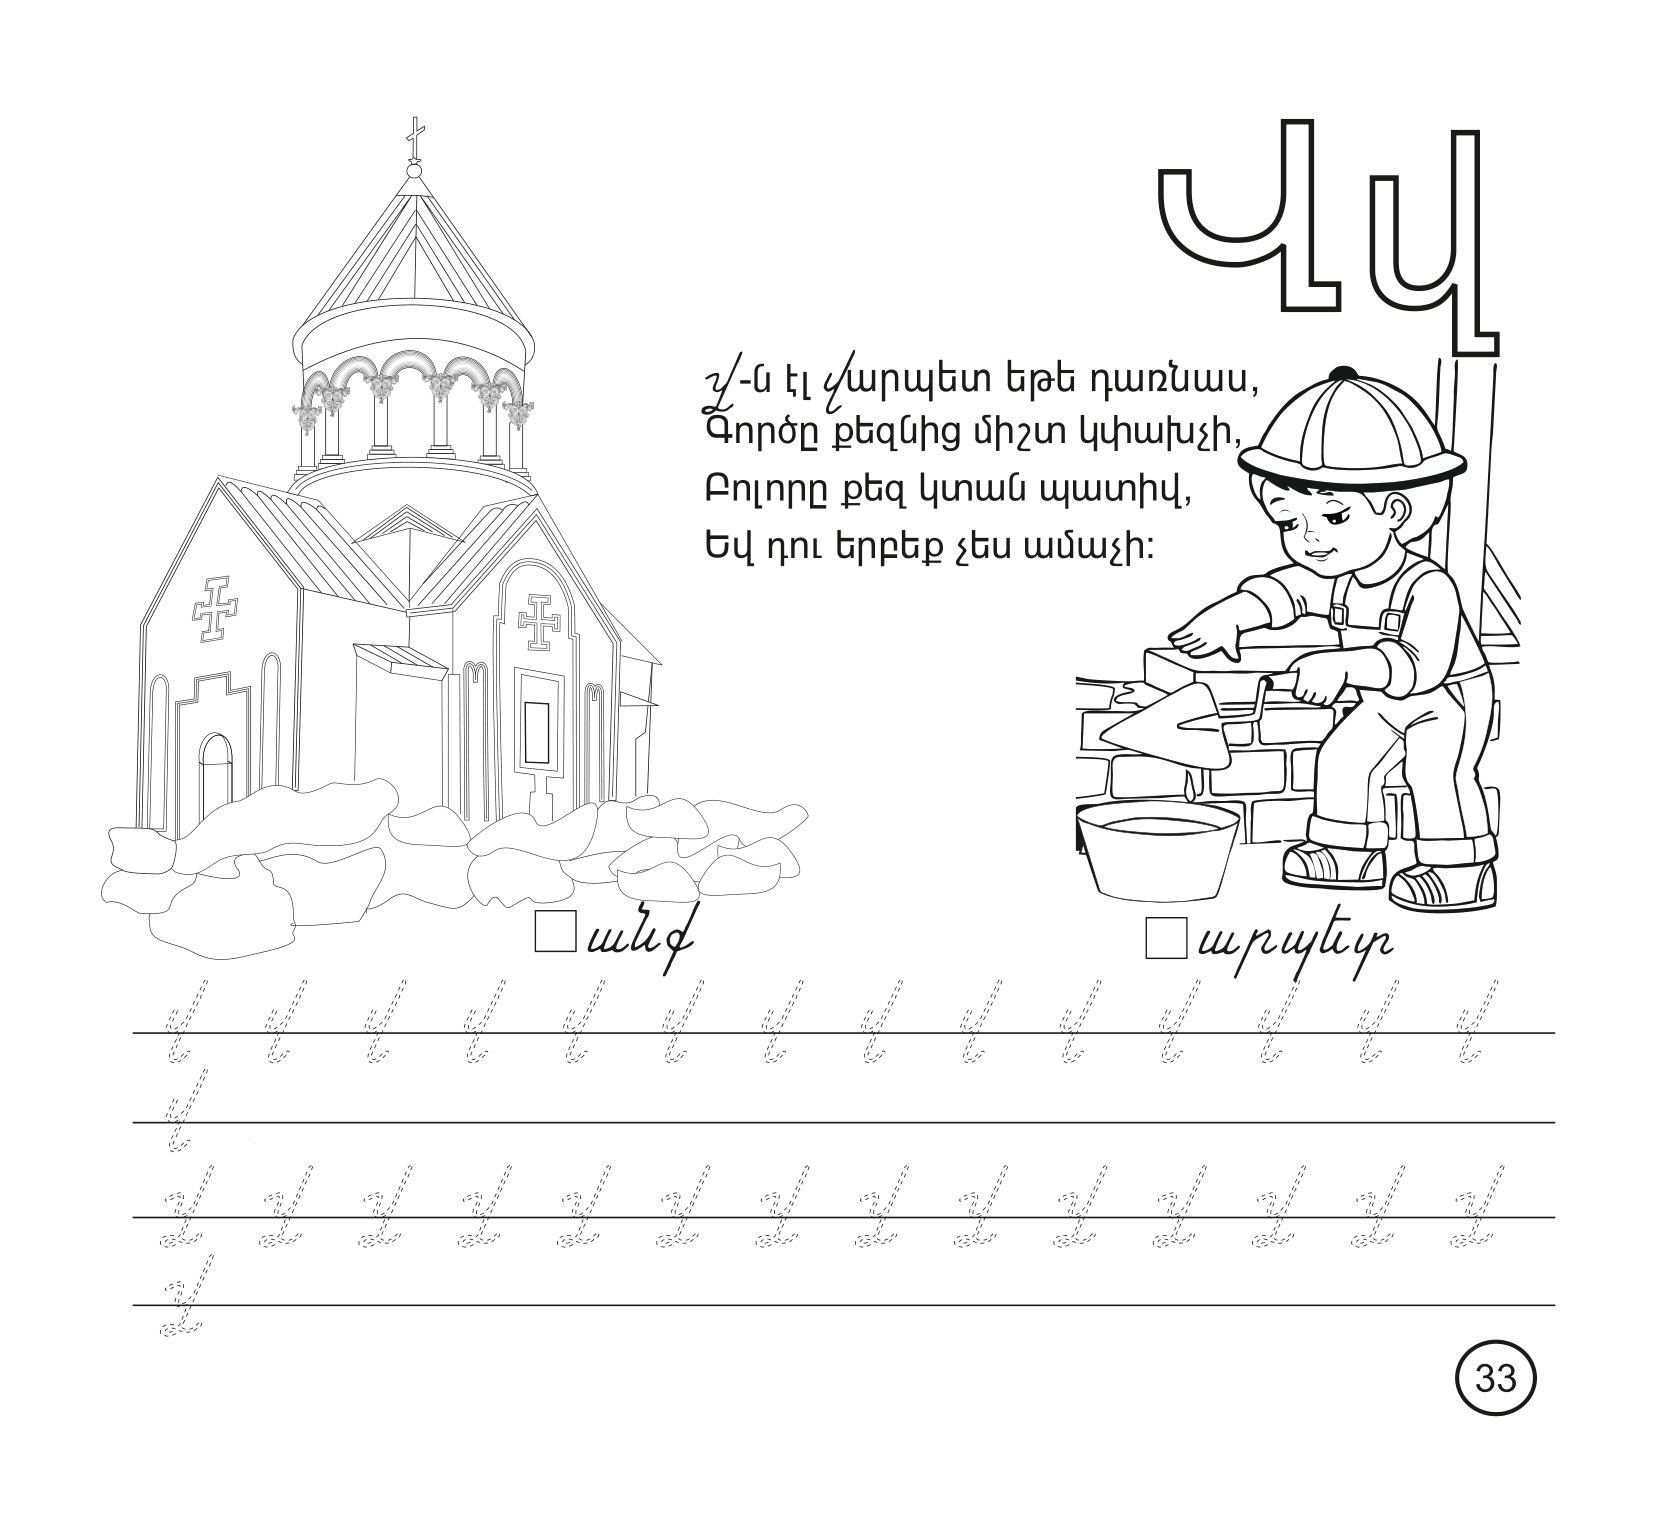 Վ վ
Վ-ն էլ վարպետ եթե դառնաս,
Գործը քեզնից միշտ կփախչի,
Բոլորը քեզ կտան պատիվ,
Եվ դու երբեք չես ամաչի:
անք
արպետ
վ վ վ վ վ վ վ վ վ վ վ վ վ վ
վ
Վ Վ Վ Վ Վ Վ Վ Վ Վ Վ Վ Վ Վ Վ
Վ
33